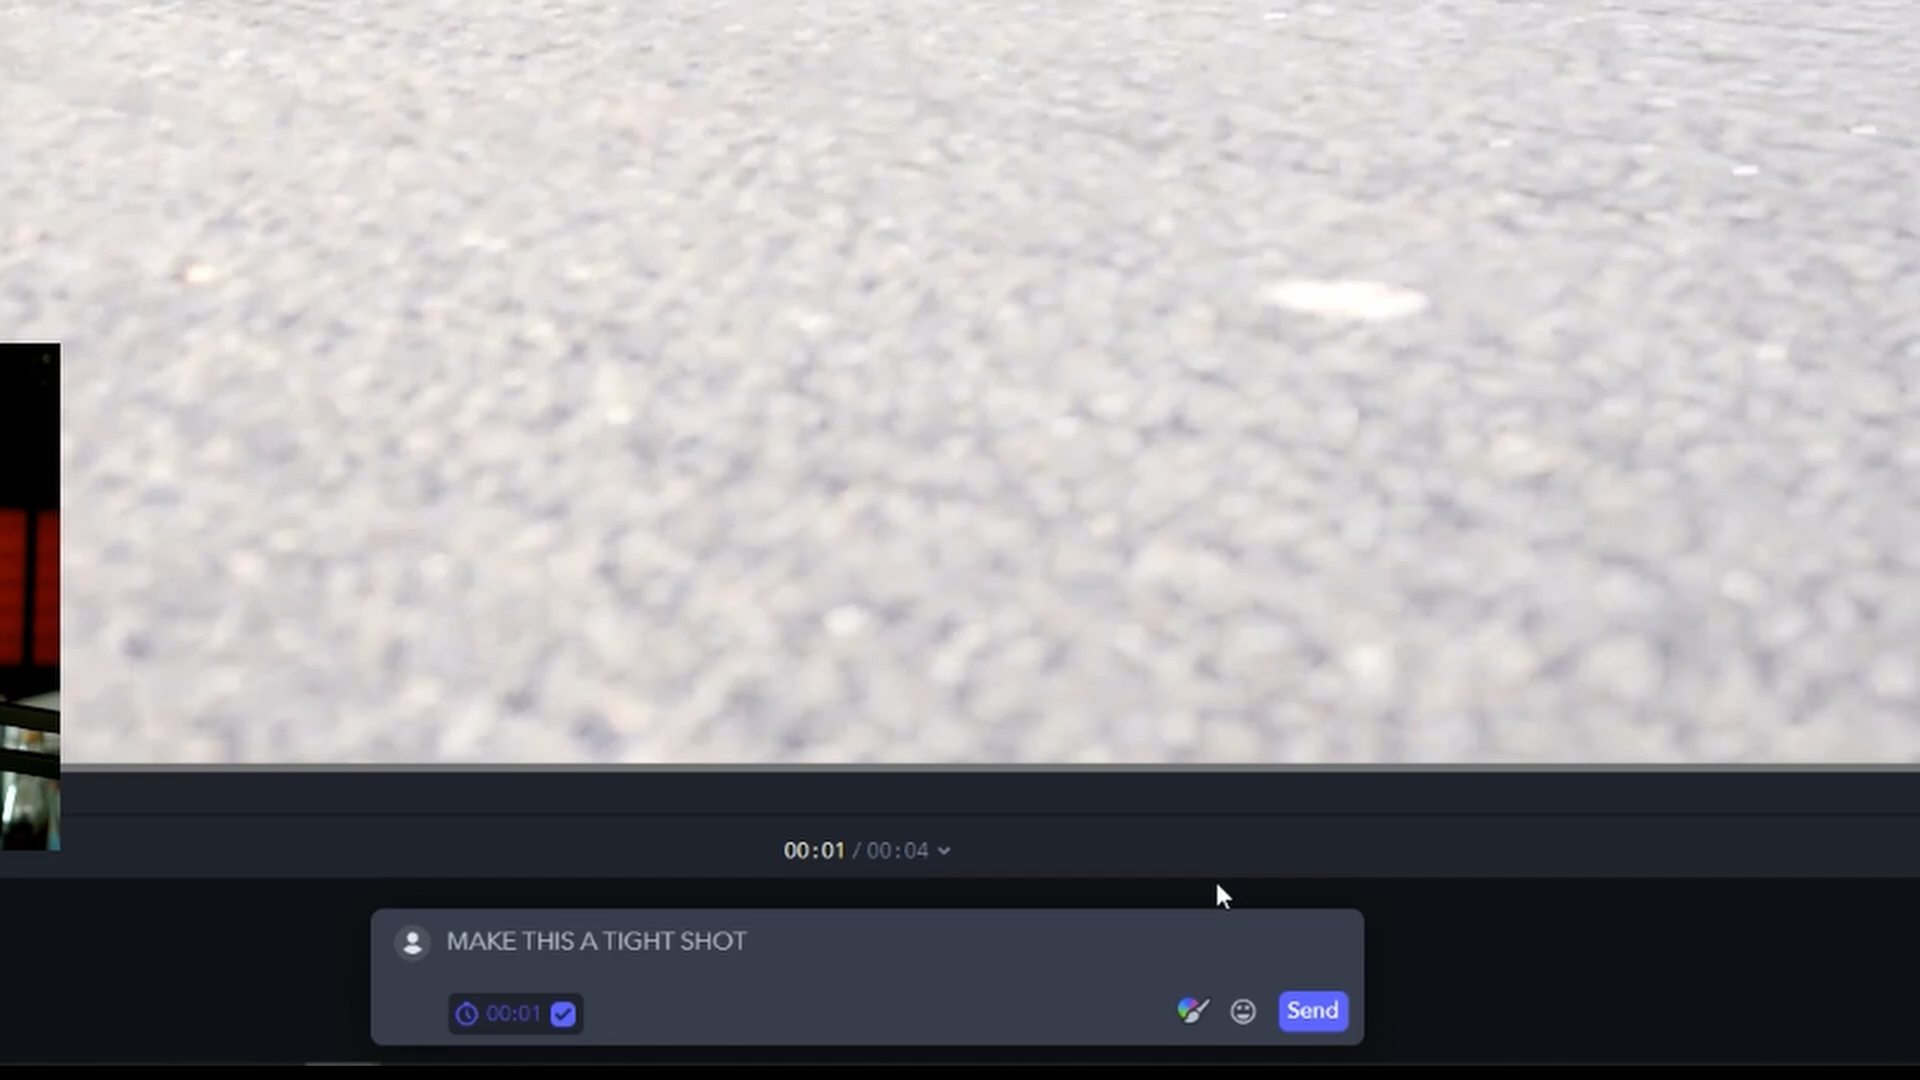 00:01 / 00:04
MAKE THIS A TIGHT SHOT
00:01
Send